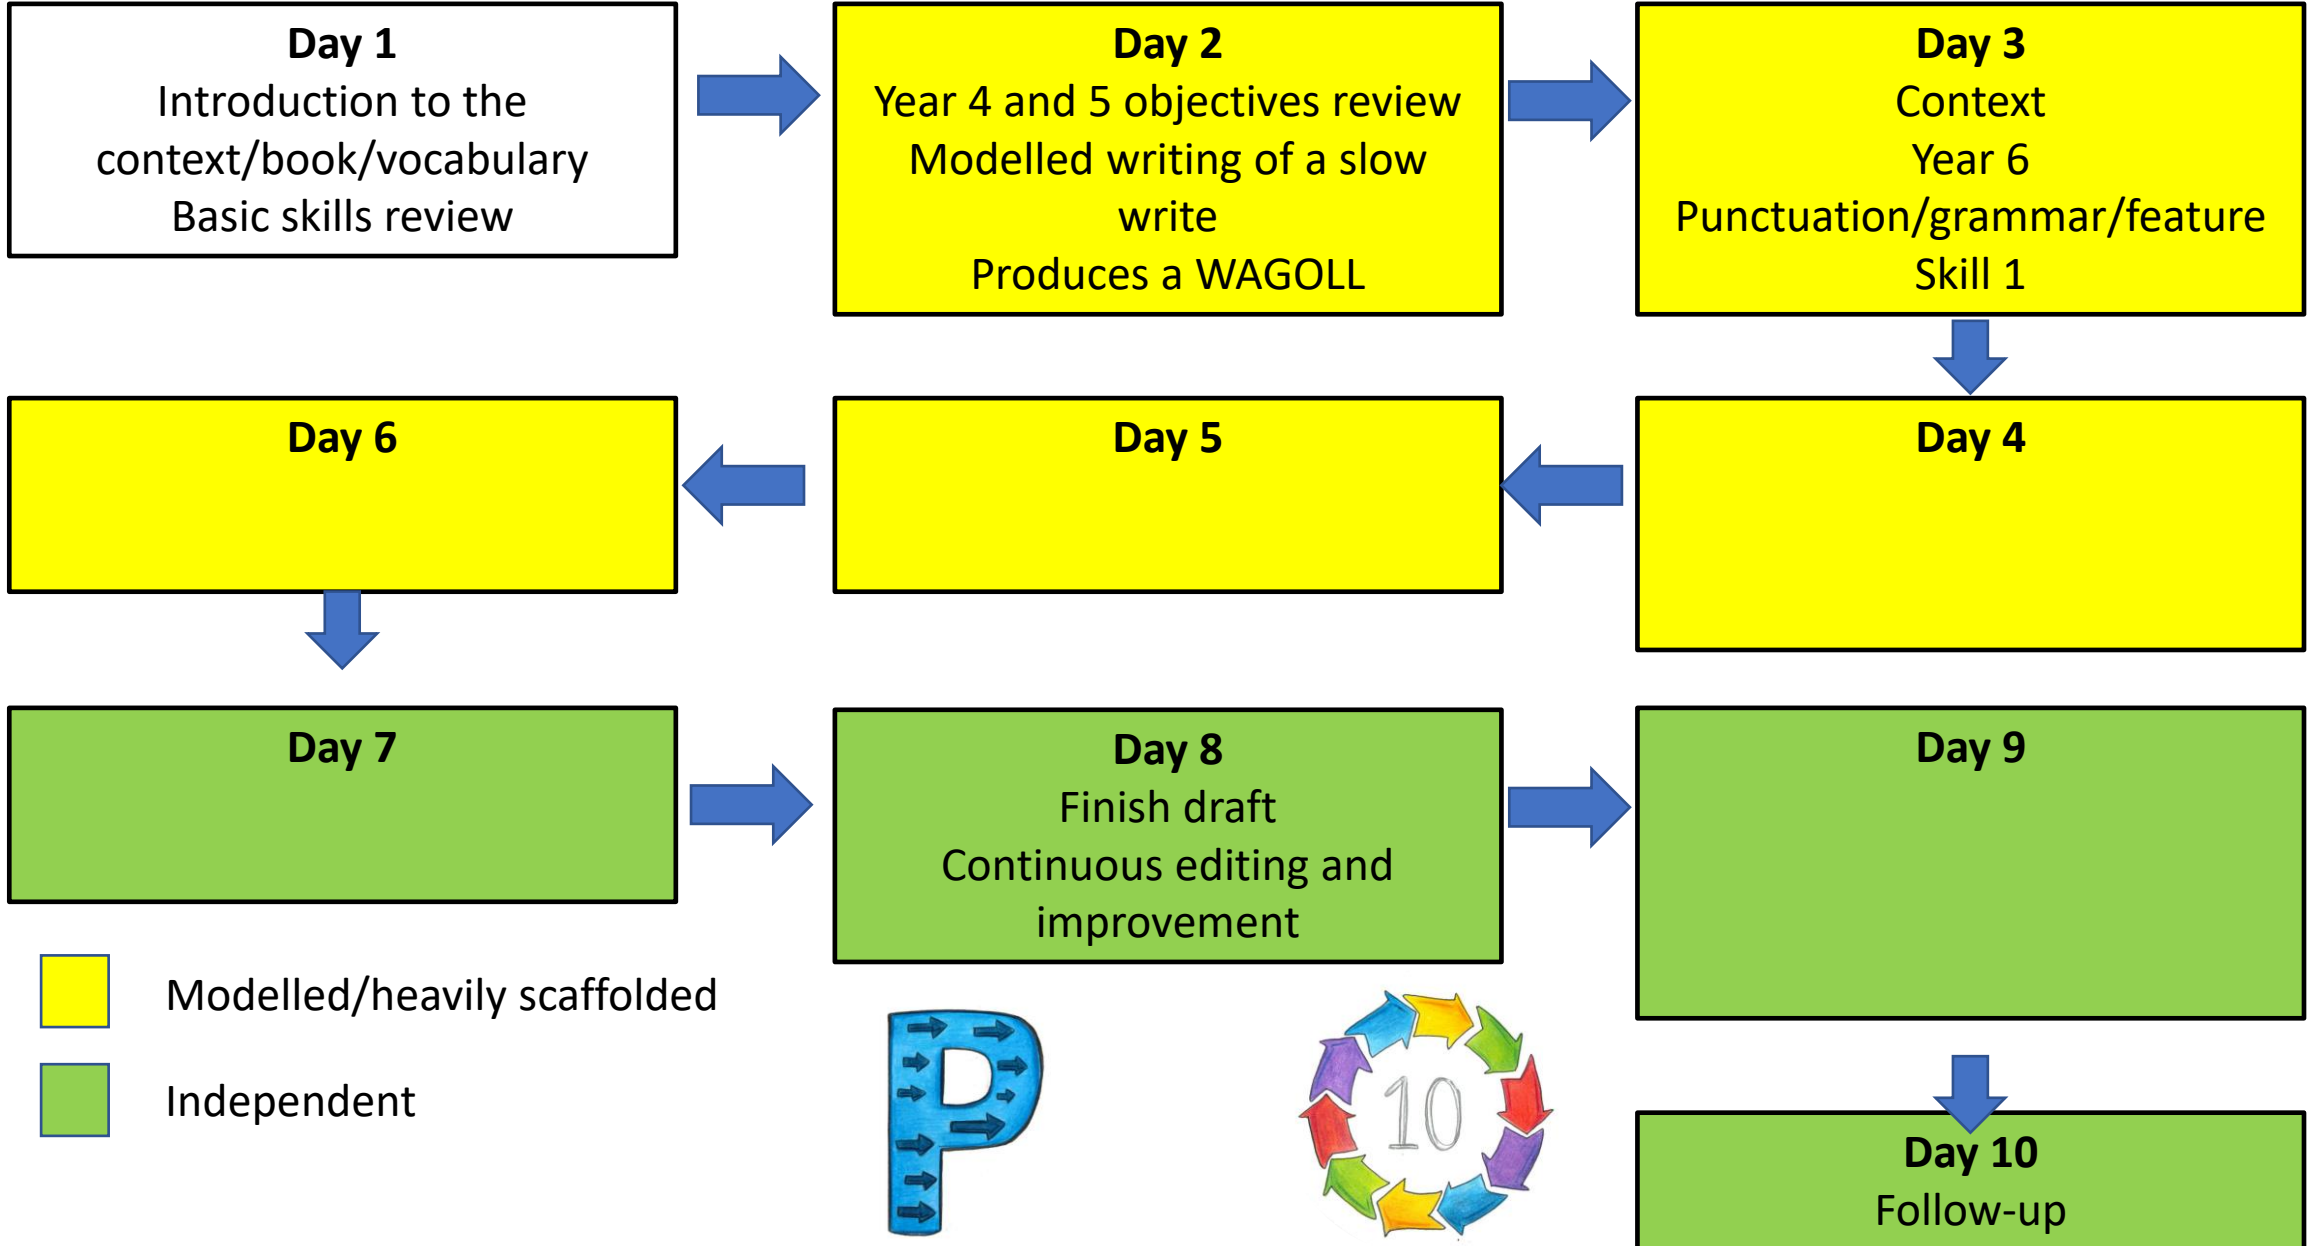 Day 1
Introduction to the
context/book/vocabulary
Basic skills review
Day 2
Year 4 and 5 objectives review
Modelled writing of a slow
write
Produces a WAGOLL
Day 3
Context
Year 6
Punctuation/grammar/feature
Skill 1
Day 4
Day 5
Day 6
Day 7
Day 8
Finish draft
Continuous editing and
improvement
Day 9
Day 10
Follow-up
Modelled/heavily scaffolded
Independent
P
10